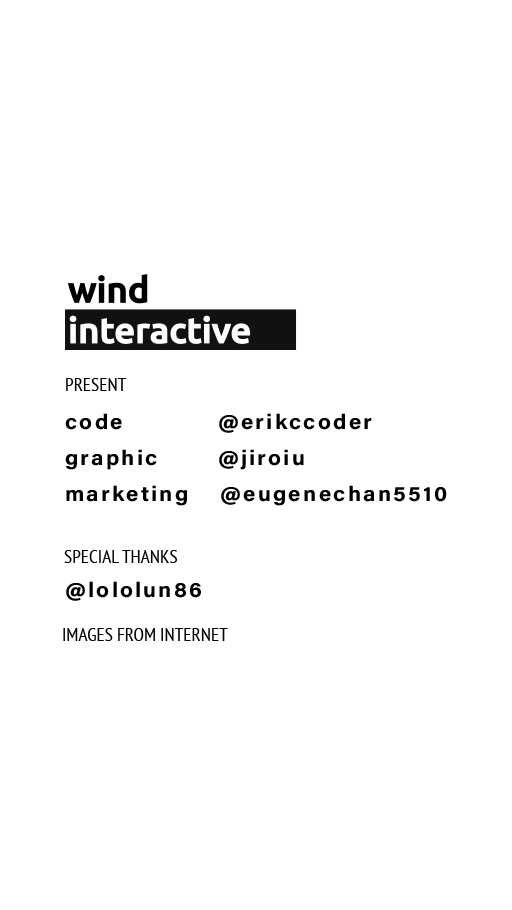 wind
interactive
PRESENT
code @erikccoder
graphic @jiroiu
marketing @eugenechan5510
SPECIAL THANKS
@lololun86
IMAGES FROM INTERNET